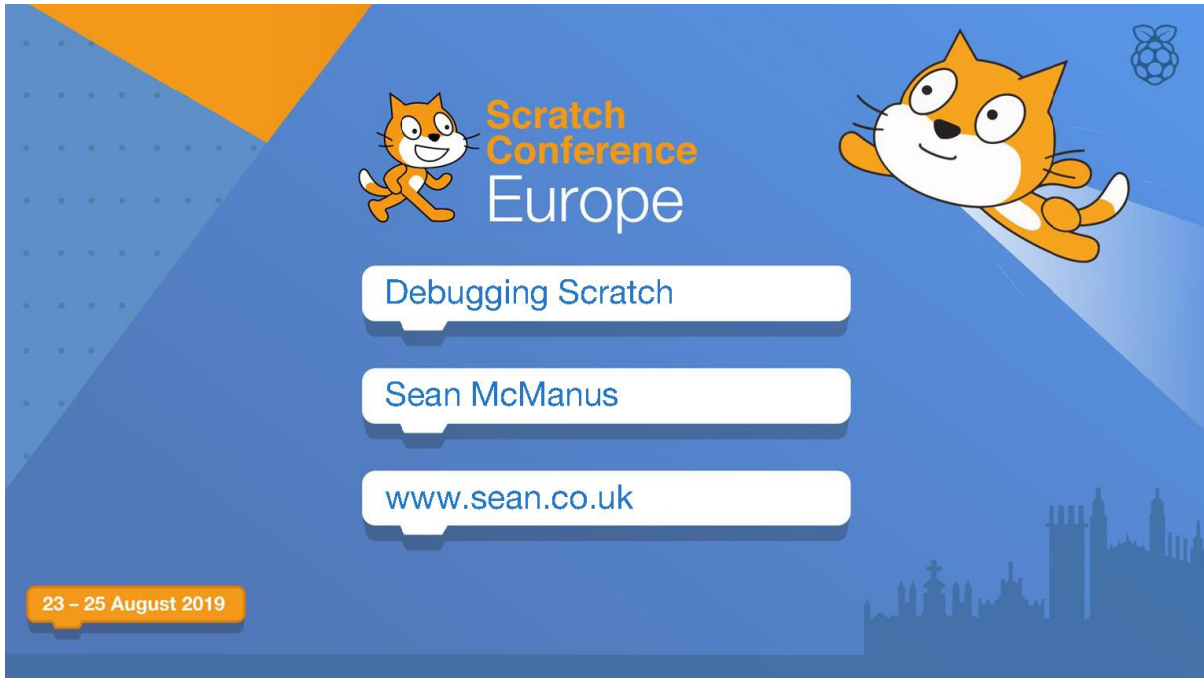 Scratch
Conference
Europe
Debugging Scratch
Sean McManus
www.sean.co.uk
23 – 25 August 2019